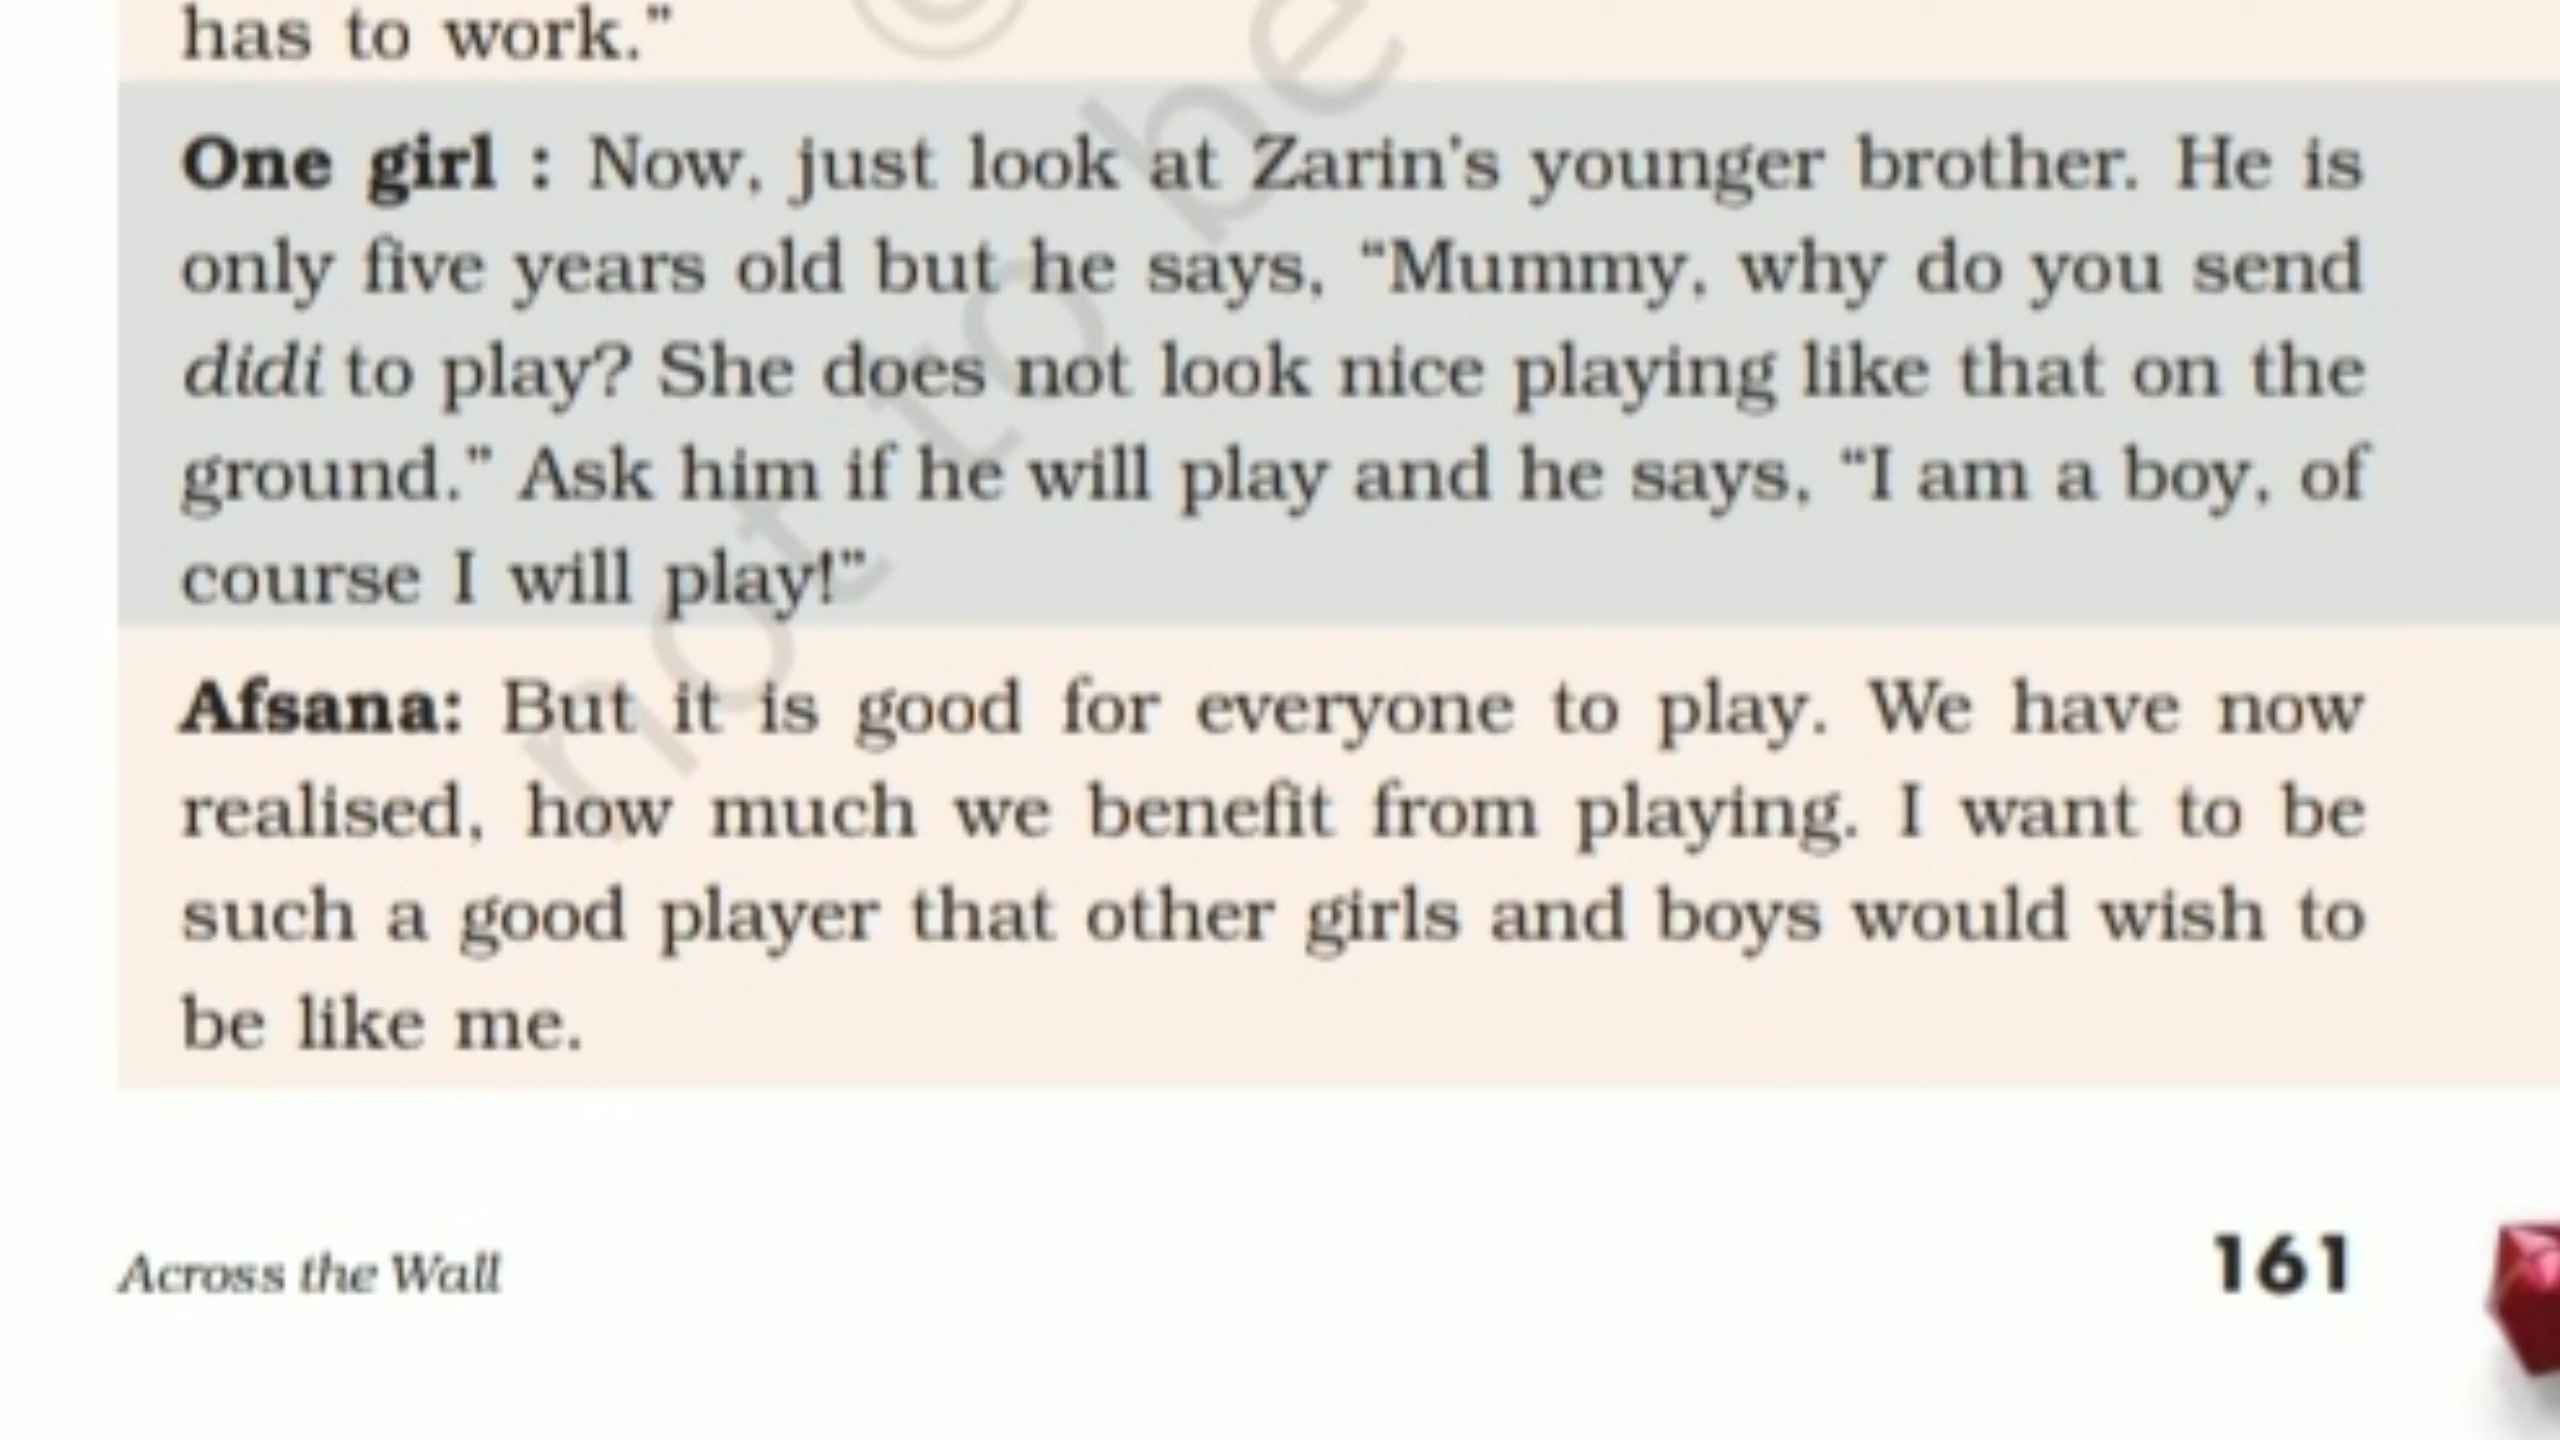 has to work.”
One girl : Now, just look at Zarin’s younger brother. He is
only five years old but he says, “Mummy, why do you send
didi to play? She does not look nice playing like that on the
ground.” Ask him if he will play and he says, “I am a boy, of
course I will play!”
Afsana: But it is good for everyone to play. We have now
realised, how much we benefit from playing. I want to be
such a good player that other girls and boys would wish to
be like me.
Across the Wall
161
© not to be